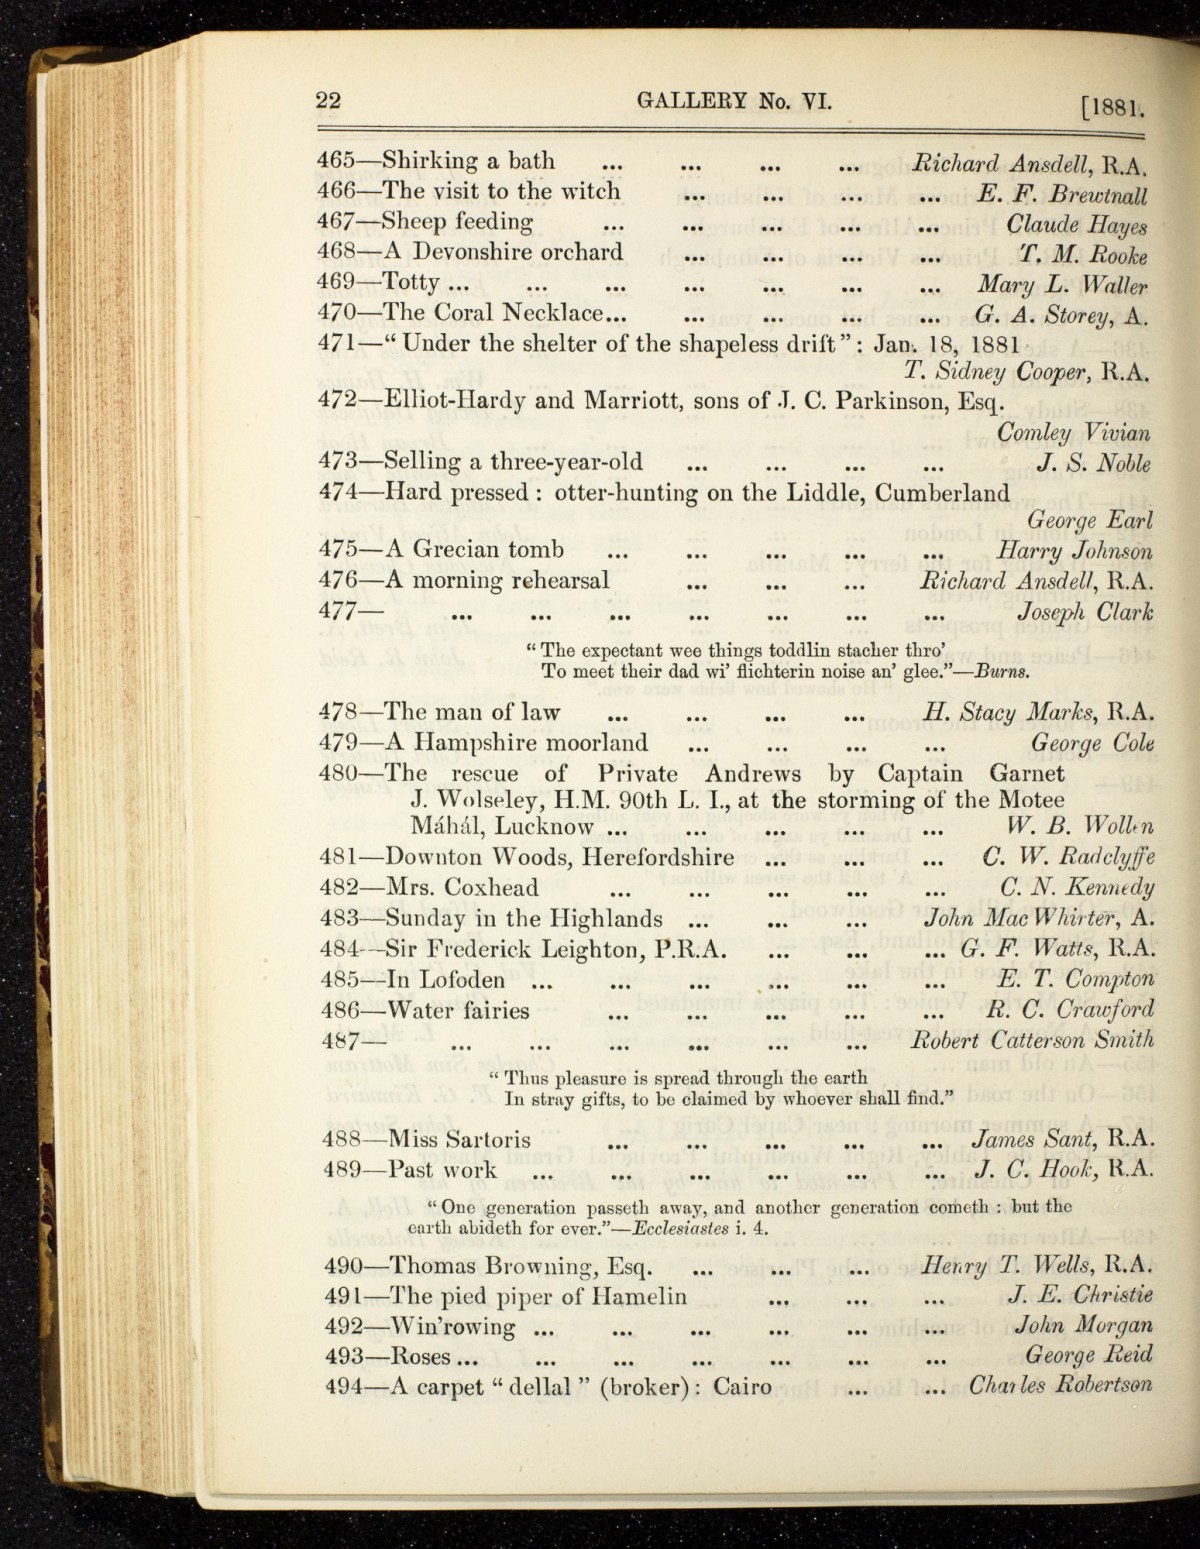 22 GALLERY No. VI. [1881.
465—Shirking a bath ... ... ... ... Richard Ansdell, R.A.
466—The visit to the witch ... ... ... ... E. F. Brewtnall
467—Sheep feeding ... ... ... ... ... Claude Hayes
468—A Devonshire orchard ... ... ... ... T. M. Rooke
469—Totty ... ... ... ... ... ... ... Mary L. Waller
470—The Coral Necklace... ... ... ... ... G. A. Storey, A.
471—“Under the shelter of the shapeless drift”: Jan. 18, 1881
T. Sidney Cooper, R.A.
472—Elliot-Hardy and Marriott, sons of J. C. Parkinson, Esq.
Comley Vivian
473—Selling a three-year-old ... ... ... ... J. S. Noble
474—Hard pressed : otter-hunting on the Liddle, Cumberland
George Earl
475—A Grecian tomb ... ... ... ... ... Harry Johnson
476—A morning rehearsal ... ... ... Richard Ansdell, R.A.
477— ... ... ... ... ... ... ... Joseph Clark
“The expectant wee things toddlin stacher thro’
To meet their dad wi’ flichterin noise an’ glee.”—Burns.
478—The man of law ... ... ... ... H. Stacy Marks, R.A.
479—A Hampshire moorland ... ... ... ... George Cole
480—The rescue of Private Andrews by Captain Garnet
J. Wolseley, H.M. 90th L. I., at the storming of the Motee
Máhál, Lucknow ... ... ... ... ... W. B. Wollen
481—Downton Woods, Herefordshire ... ... ... C. W. Radclyffe
482—Mrs. Coxhead ... ... ... ... ... C. N. Kennedy
483—Sunday in the Highlands ... ... ... John MacWhirter, A.
484—Sir Frederick Leighton, P.R.A. ... ... ... G. F. Watts, R.A.
485—In Lofoden ... ... ... ... ... ... E. T. Compton
486—Water fairies ... ... ... ... ... R. C. Crawford
487— ... ... ... ... ... ... Robert Catterson Smith
“Thus pleasure is spread through the earth
In stray gifts, to be claimed by whoever shall find.”
488—Miss Sartoris ... ... ... ... ... James Sant, R.A.
489—Past work ... ... ... ... ... ... J. C. Hook, R.A.
“One generation passeth away, and another generation cometh : but the
earth abideth for ever.”—Ecclesiastes i. 4.
490—Thomas Browning, Esq. ... ... ... Henry T. Wells, R.A.
491—The pied piper of Hamelin ... ... ... J. E. Christie
492—Win’rowing ... ... ... ... ... ... John Morgan
493—Roses ... ... ... ... ... ... ... George Reid
494—A carpet “dellal” (broker): Cairo ... ... Charles Robertson